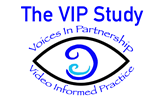 The VIP Study
Voices In Partnership
Video Informed Practice